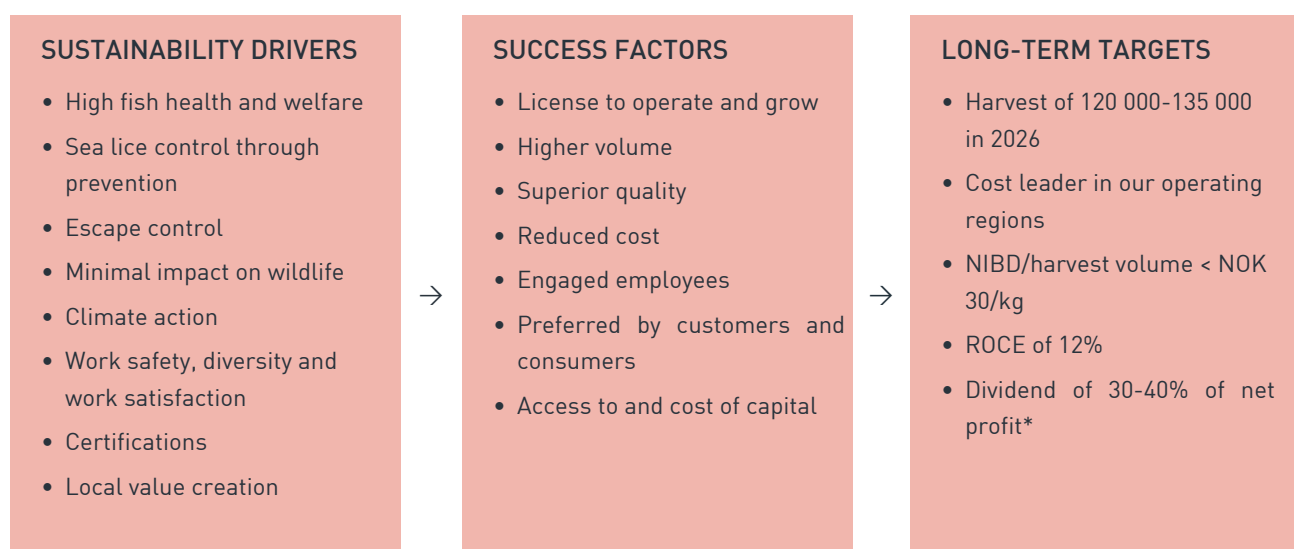 SUSTAINABILITY DRIVERS
• High fish health and welfare
• Sea lice control through
prevention
• Escape control
• Minimal impact on wildlife
• Climate action
• Work safety, diversity and
work satisfaction
• Certifications
• Local value creation
→
SUCCESS FACTORS
• License to operate and grow
• Higher volume
• Superior quality
• Reduced cost
• Engaged employees
• Preferred by customers and
consumers
• Access to and cost of capital
→
LONG-TERM TARGETS
• Harvest of 120 000-135 000
in 2026
• Cost leader in our operating
regions
• NIBD/harvest volume < NOK
30/kg
• ROCE of 12%
• Dividend of 30-40% of net
profit*